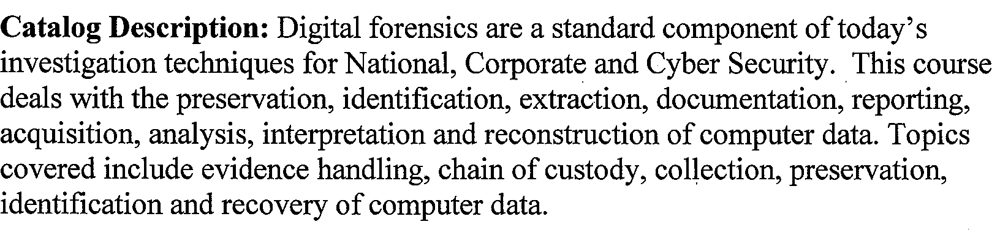 Catalog Description: Digital forensics are a standard component of today's
investigation techniques for National, Corporate and Cyber Security.  This course
deals with the preservation, identification, extraction, documentation, reporting,
acquisition, analysis, interpretation and reconstruction of computer data. Topics
covered include evidence handling, chain of custody, collection, preservation,
identification and recovery of computer data.